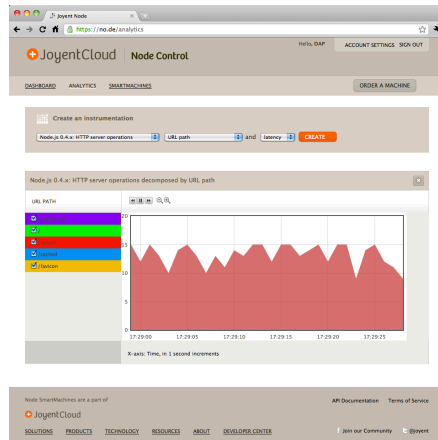 Joyent Node
https://no.de/analytics
Hello, DAP
ACCOUNT SETTINGS SIGN OUT
JoyentCloud Node Control
DASHBOARD ANALYTICS SMARTMACHINES
ORDER A MACHINE
Create an instrumentation
Node.js 0.4.x: HTTP server operations URL path and latency CREATE
Node.js 0.4.x: HTTP server operations decomposed by URL path
URL PATH
20
/
15
/favicon
10
5
0
17:29:00 17:29:05 17:29:10 17:29:15 17:29:20 17:29:25
X-axis: Time, in 1 second increments
Node SmartMachines are a part of
API Documentation Terms of Service
JoyentCloud
SOLUTIONS PRODUCTS TECHNOLOGY RESOURCES ABOUT DEVELOPER CENTER
Join our Community @joyent